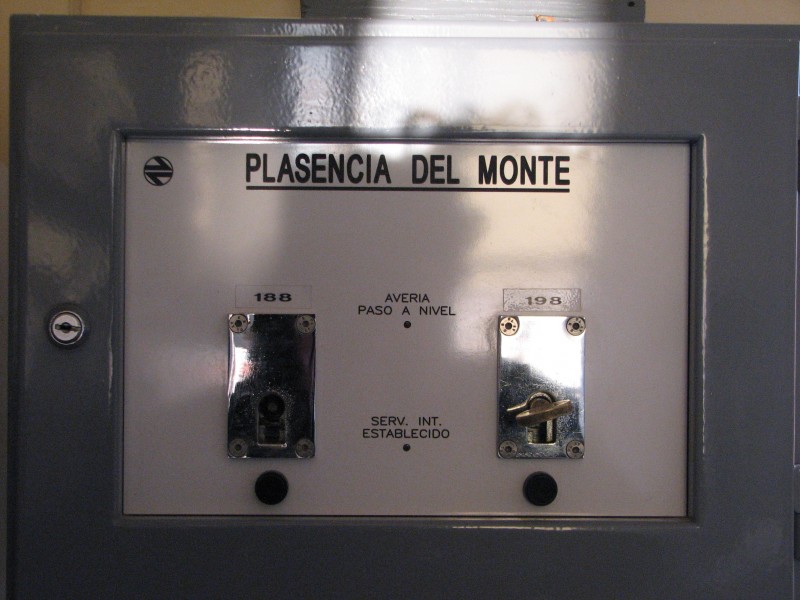 PLASENCIA DEL MONTE
188
AVERIA
PASO A NIVEL
198
SERV. INT.
ESTABLECIDO